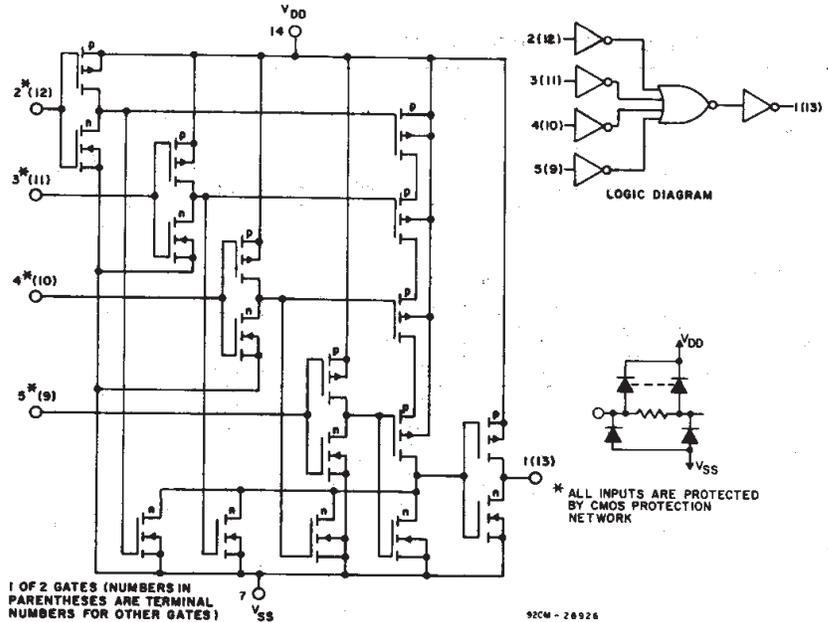 VDD
14
p
2*(12)
n
p
3*(11)
n
p
4*(10)
n
p
5*(9)
n
p
p
p
p
p
n
n
n
n
n
1(13)
7
VSS
1 OF 2 GATES (NUMBERS IN
PARENTHESES ARE TERMINAL
NUMBERS FOR OTHER GATES)
2(12)
3(11)
4(10)
5(9)
1(13)
LOGIC DIAGRAM
VDD
VSS
* ALL INPUTS ARE PROTECTED
BY CMOS PROTECTION
NETWORK
92CM-28926